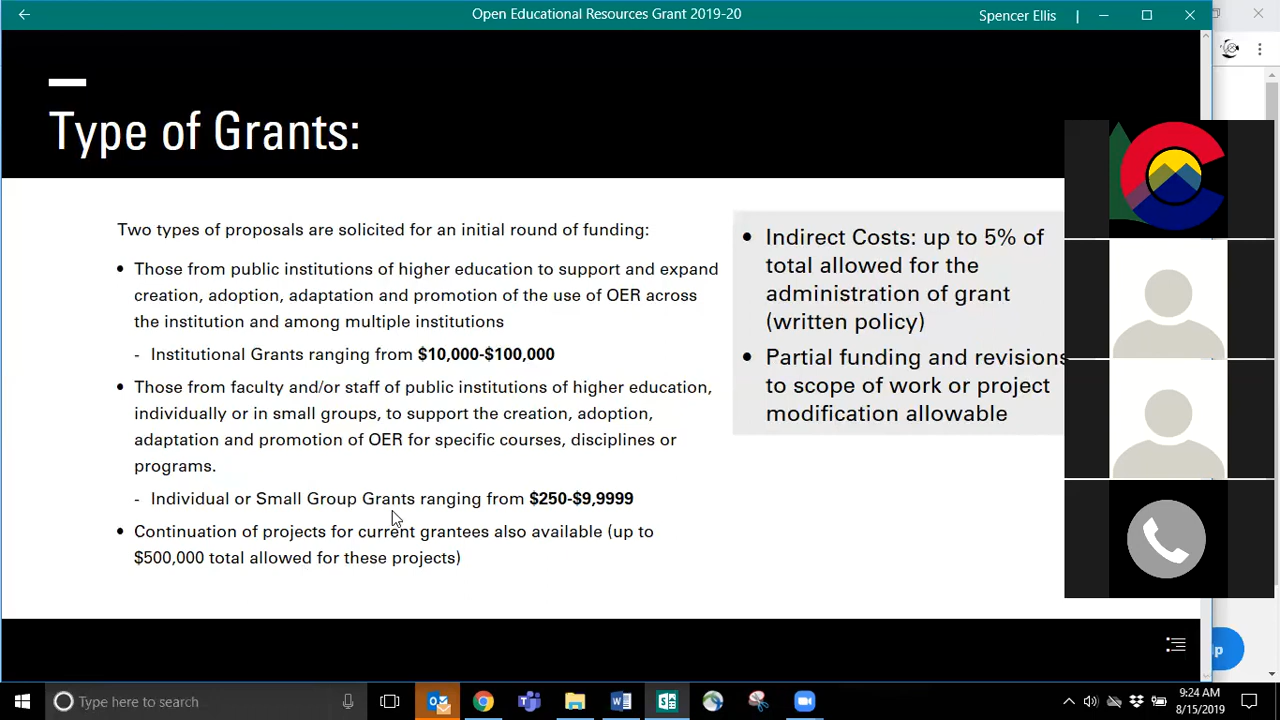 Open Educational Resources Grant 2019-20
Spencer Ellis
Type of Grants:
Two types of proposals are solicited for an initial round of funding:
• Those from public institutions of higher education to support and expand
creation, adoption, adaptation and promotion of the use of OER across
the institution and among multiple institutions
- Institutional Grants ranging from $10,000-$100,000
• Those from faculty and/or staff of public institutions of higher education,
individually or in small groups, to support the creation, adoption,
adaptation and promotion of OER for specific courses, disciplines or
programs.
- Individual or Small Group Grants ranging from $250-$9,9999
• Continuation of projects for current grantees also available (up to
$500,000 total allowed for these projects)
• Indirect Costs: up to 5% of
total allowed for the
administration of grant
(written policy)
• Partial funding and revisions
to scope of work or project
modification allowable
lp
Type here to search
9:24 AM
8/15/2019